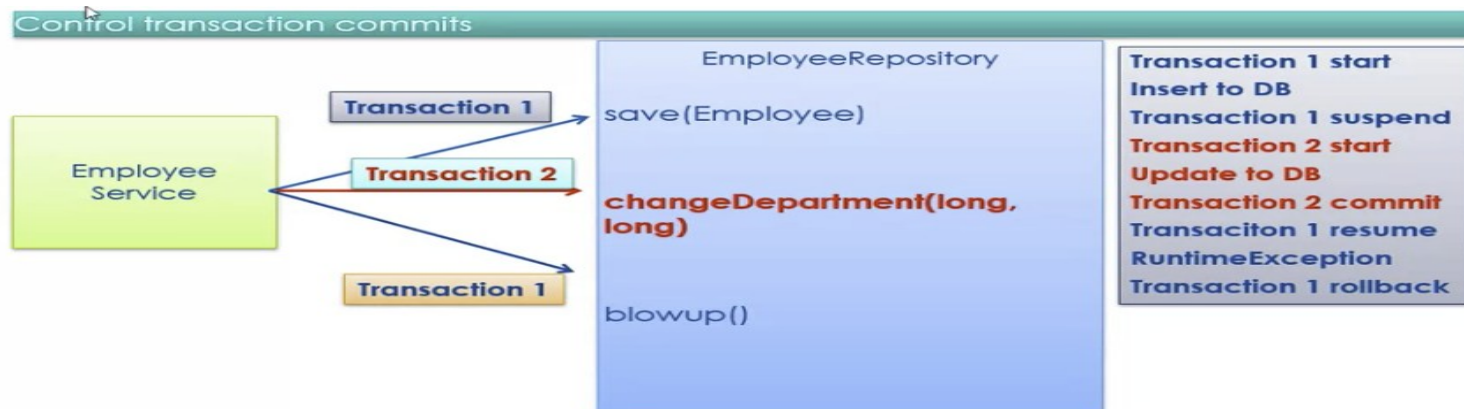 Control transaction commits
EmployeeRepository
Transaction 1
save(Employee)
Employee
Service
Transaction 2
changeDepartment(long,
long)
Transaction 1
blowup()
Transaction 1 start
Insert to DB
Transaction 1 suspend
Transaction 2 start
Update to DB
Transaction 2 commit
Transaciton 1 resume
RuntimeException
Transaction 1 rollback